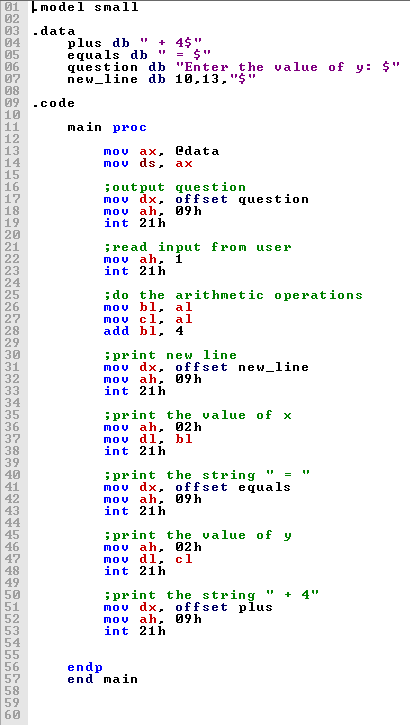 01 .model small
02
03 .data
04 plus db " + 4$"
05 equals db " = $"
06 question db "Enter the value of y: $"
07 new_line db 10,13,"$"
08
09 .code
10
11 main proc
12
13 mov ax, @data
14 mov ds, ax
15
16 ;output question
17 mov dx, offset question
18 mov ah, 09h
19 int 21h
20
21 ;read input from user
22 mov ah, 1
23 int 21h
24
25 ;do the arithmetic operations
26 mov bl, al
27 mov cl, al
28 add bl, 4
29
30 ;print new line
31 mov dx, offset new_line
32 mov ah, 09h
33 int 21h
34
35 ;print the value of x
36 mov ah, 02h
37 mov dl, bl
38 int 21h
39
40 ;print the string " = "
41 mov dx, offset equals
42 mov ah, 09h
43 int 21h
44
45 ;print the value of y
46 mov ah, 02h
47 mov dl, cl
48 int 21h
49
50 ;print the string " + 4"
51 mov dx, offset plus
52 mov ah, 09h
53 int 21h
54
55
56 endp
57 end main
58
59
60